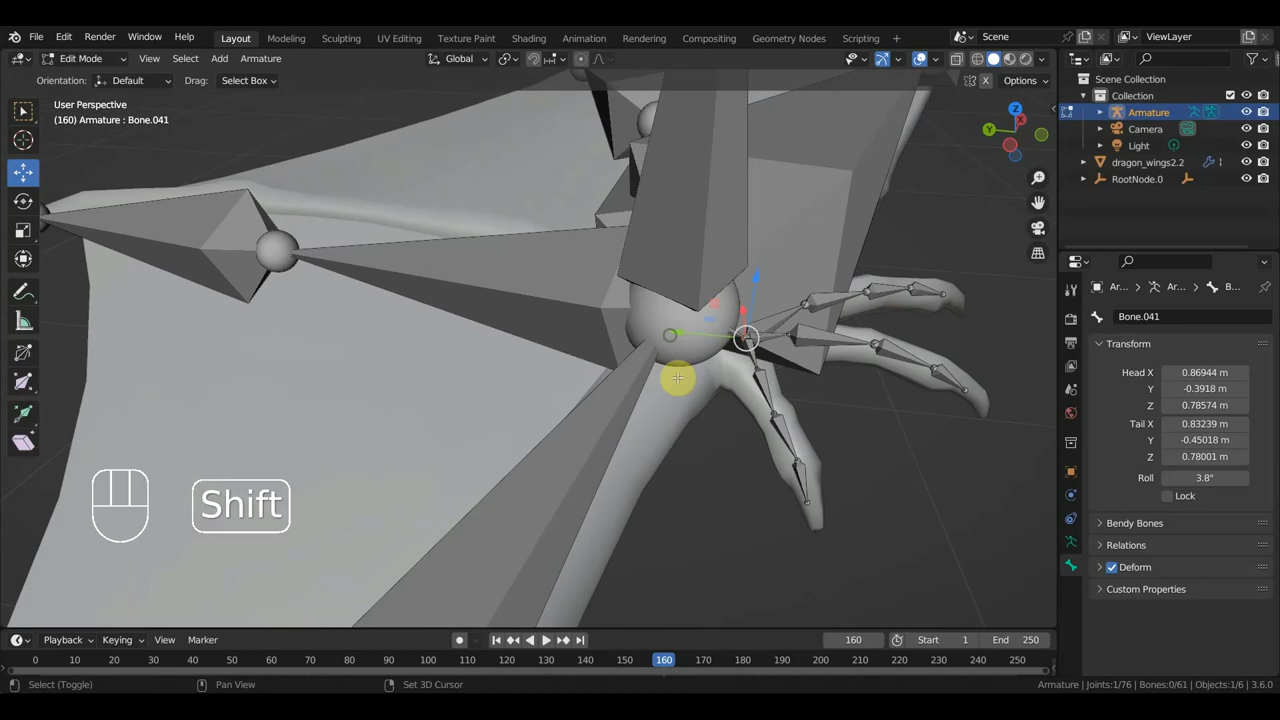 File Edit Render Window Help Layout Modeling Sculpting UV Editing Texture Paint Shading Animation Rendering Compositing Geometry Nodes Scripting + Scene ViewLayer
Edit Mode View Select Add Armature Global
Orientation: Default Drag: Select Box X Options
User Perspective
(160) Armature : Bone.041
Z
X
Y
Shift
Scene Collection
Collection
Armature
Camera
Light
dragon_wings2.2
RootNode.0
Ar... Ar... B...
Bone.041
Transform
Head X 0.86944 m
Y -0.3918 m
Z 0.78574 m
Tail X 0.83239 m
Y -0.45018 m
Z 0.78001 m
Roll 3.8°
Lock
Bendy Bones
Relations
Deform
Custom Properties
Playback Keying View Marker 160 Start 1 End 250
0 10 20 30 40 50 60 70 80 90 100 110 120 130 140 150 160 170 180 190 200 210 220 230 240 250
Select (Toggle) Pan View Set 3D Cursor Armature | Joints:1/76 | Bones:0/61 | Objects:1/6 | 3.6.0